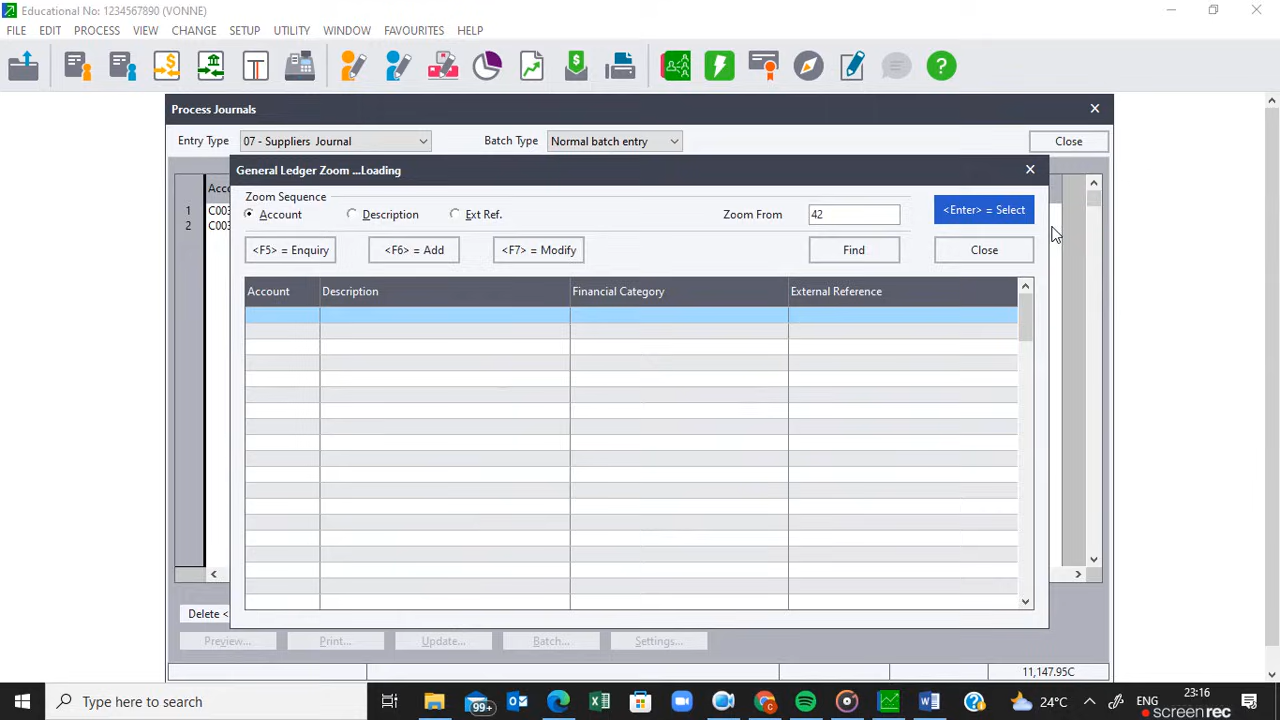 Educational No: 1234567890 (VONNE)
FILE EDIT PROCESS VIEW CHANGE SETUP UTILITY WINDOW FAVOURITES HELP
Process Journals
Entry Type 07 - Suppliers Journal Batch Type Normal batch entry Close
General Ledger Zoom ...Loading
Zoom Sequence
Account Description Ext Ref. Zoom From 42 <Enter> = Select
<F5> = Enquiry <F6> = Add <F7> = Modify Find Close
Account Description Financial Category External Reference
1 C003
2 C003
Delete <
Preview... Print... Update... Batch... Settings...
11,147.95C
Type here to search 99+ 24°C ENG 23:16
screenrec